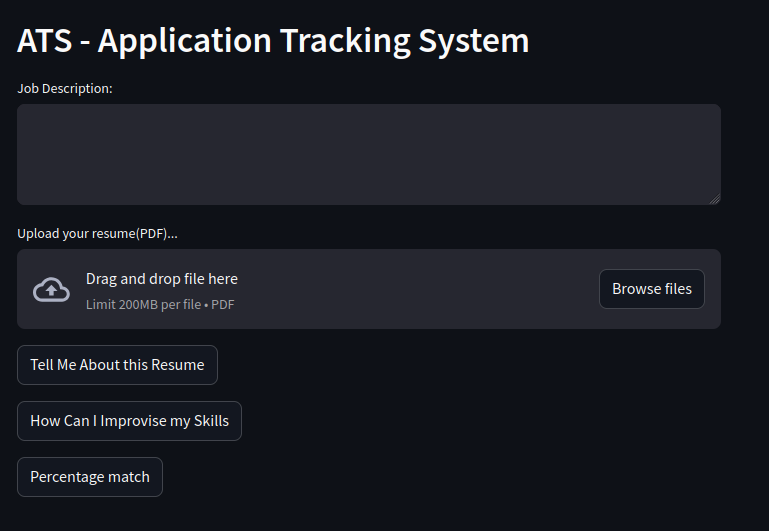 ATS - Application Tracking System
Job Description:
Upload your resume(PDF)...
Drag and drop file here
Limit 200MB per file • PDF
Browse files
Tell Me About this Resume
How Can I Improvise my Skills
Percentage match